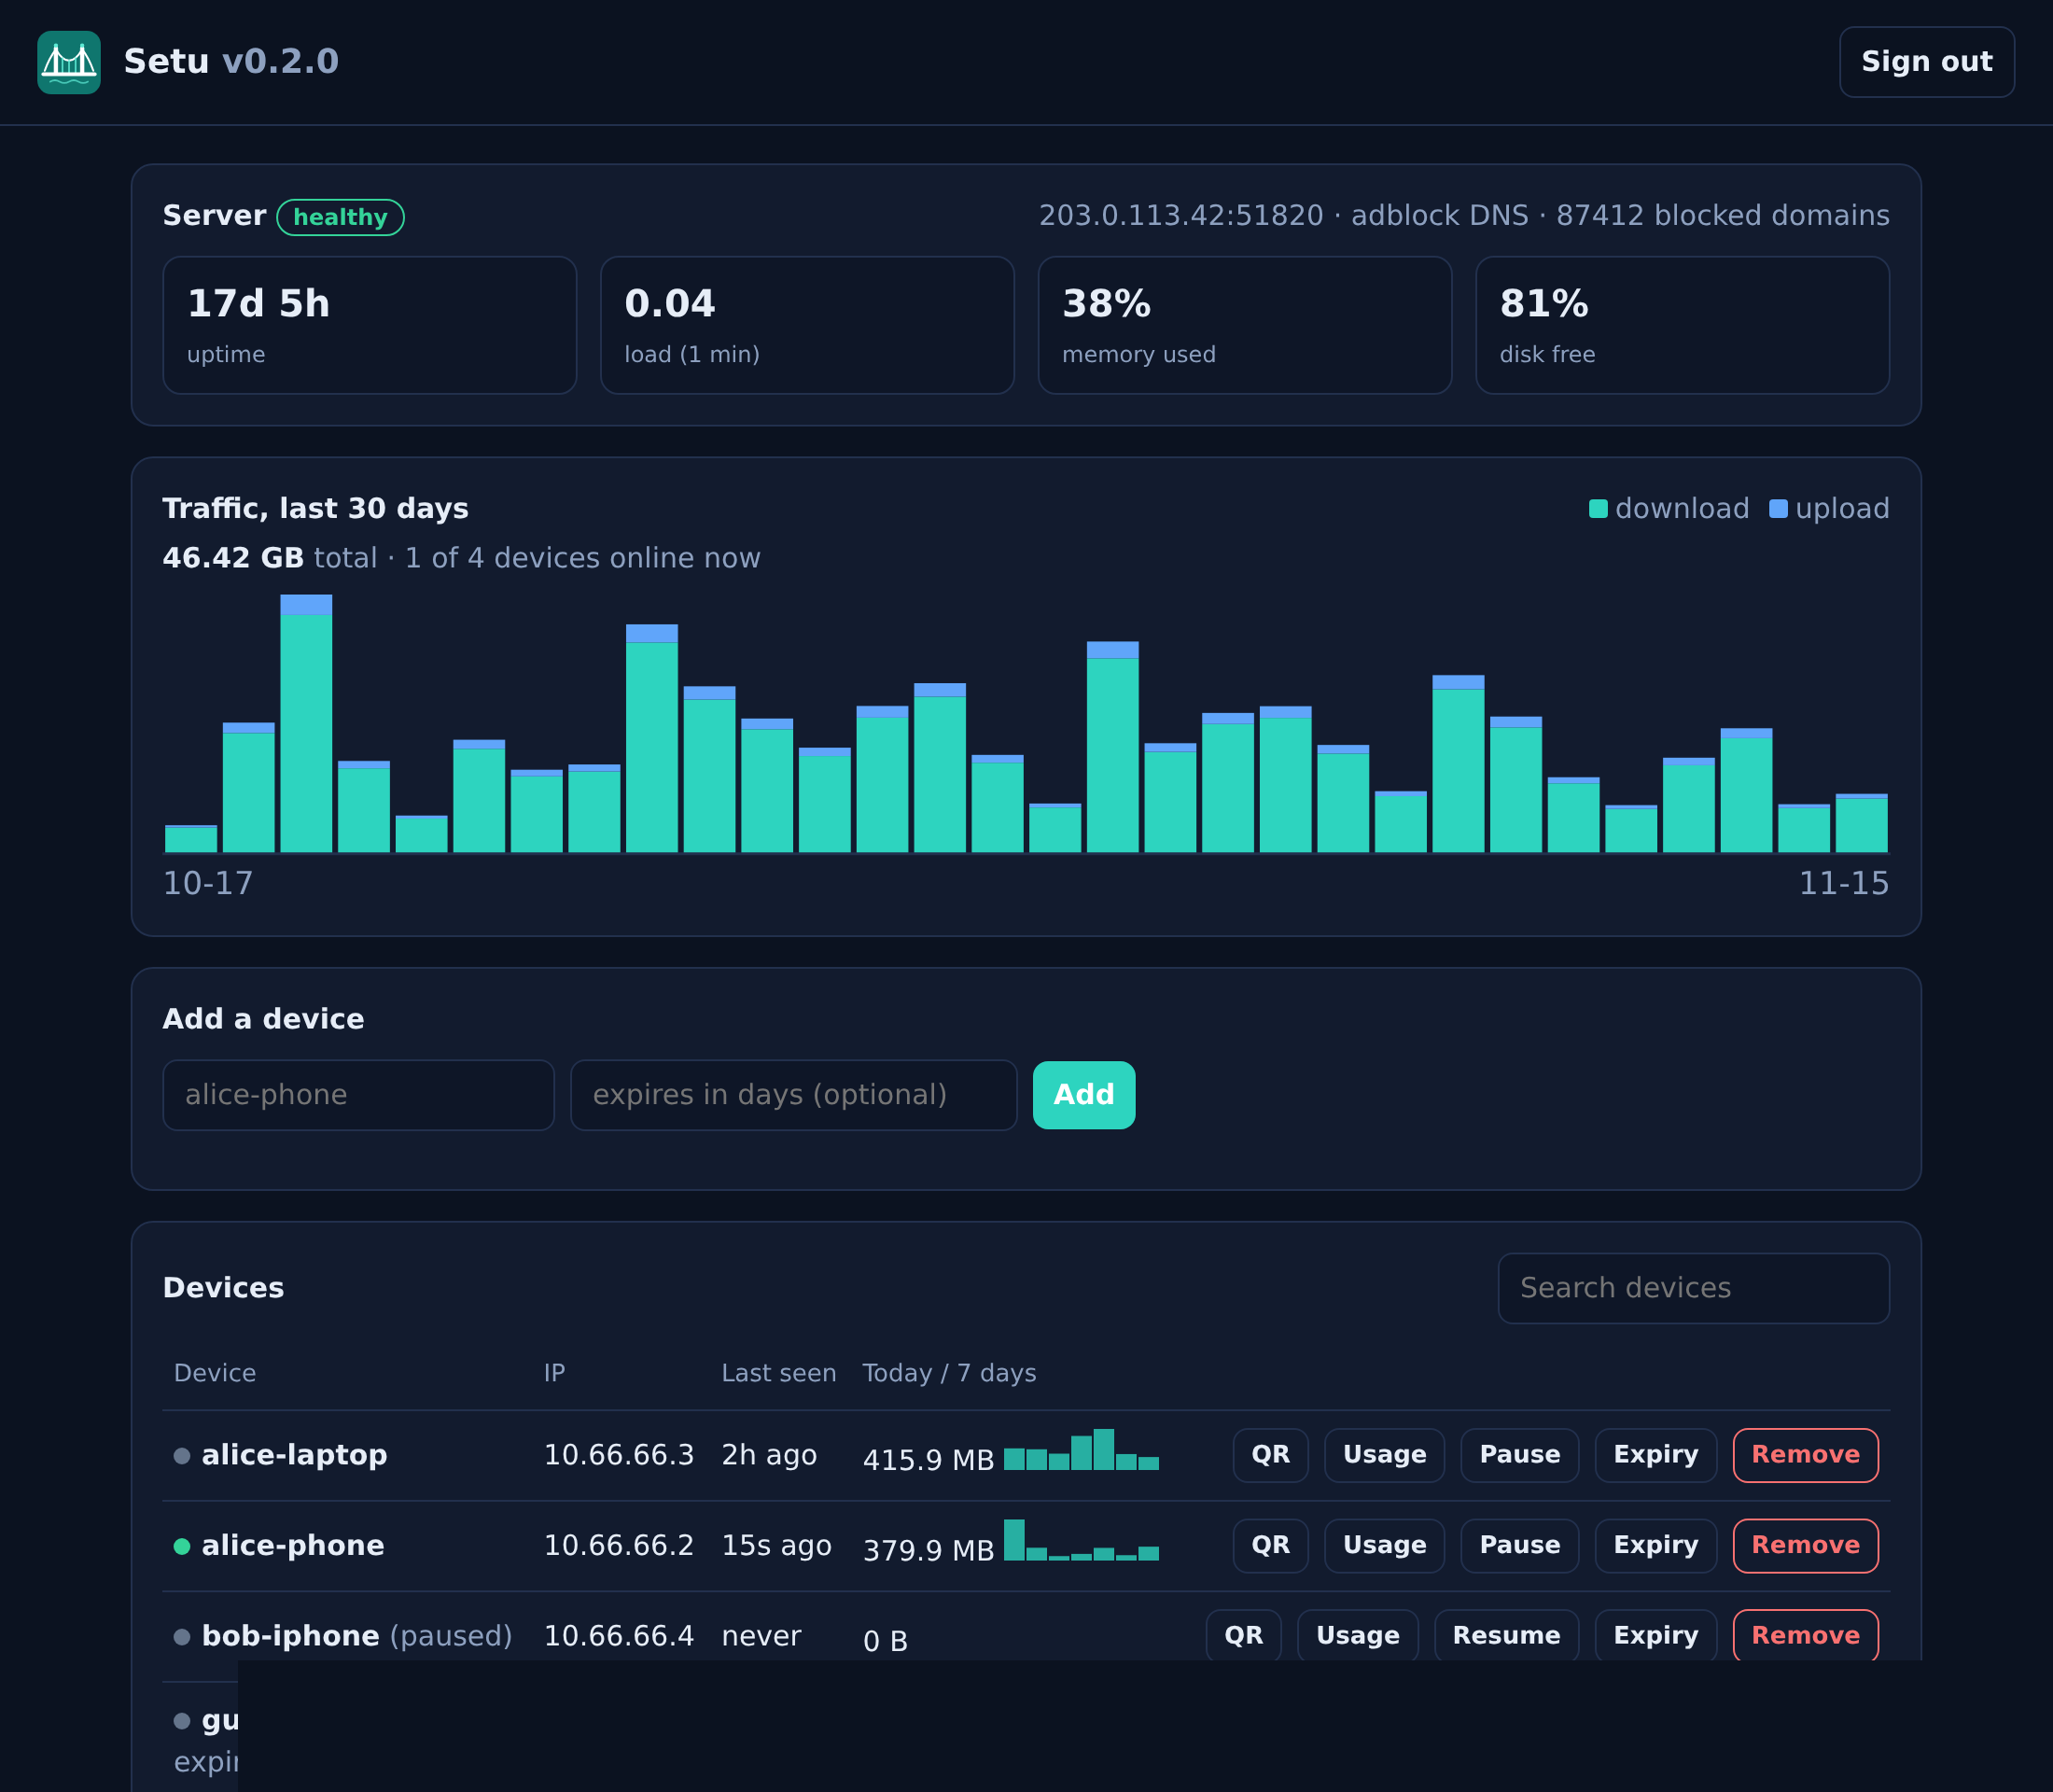 Setu v0.2.0
Sign out
Server healthy
203.0.113.42:51820 · adblock DNS · 87412 blocked domains
17d 5h
uptime
0.04
load (1 min)
38%
memory used
81%
disk free
Traffic, last 30 days
download upload
46.42 GB total · 1 of 4 devices online now
10-17
11-15
Add a device
alice-phone
expires in days (optional)
Add
Devices
Search devices
Device IP Last seen Today / 7 days
alice-laptop 10.66.66.3 2h ago 415.9 MB QR Usage Pause Expiry Remove
alice-phone 10.66.66.2 15s ago 379.9 MB QR Usage Pause Expiry Remove
bob-iphone (paused) 10.66.66.4 never 0 B QR Usage Resume Expiry Remove